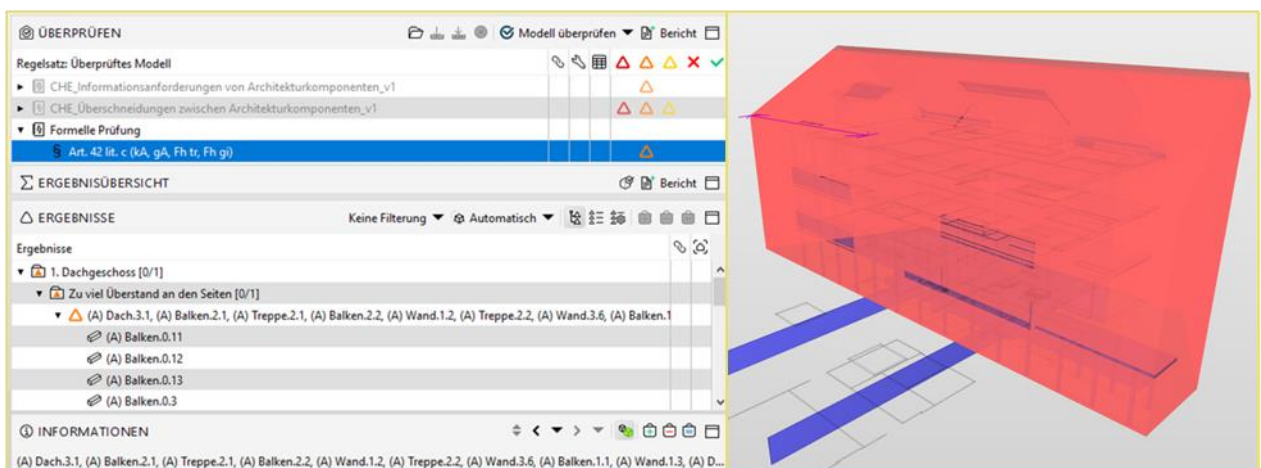 ÜBERPRÜFEN Modell überprüfen Bericht
Regelsatz: Überprüftes Modell
CHE_Informationsanforderungen von Architekturkomponenten_v1
CHE_Überschneidungen zwischen Architekturkomponenten_v1
Formelle Prüfung
§ Art. 42 lit. c (kA, gA, Fh tr, Fh gi)
ERGEBNISÜBERSICHT Bericht
ERGEBNISSE Keine Filterung Automatisch
Ergebnisse
1. Dachgeschoss [0/1]
Zu viel Überstand an den Seiten [0/1]
(A) Dach.3.1, (A) Balken.2.1, (A) Treppe.2.1, (A) Balken.2.2, (A) Wand.1.2, (A) Treppe.2.2, (A) Wand.3.6, (A) Balken.1
(A) Balken.0.11
(A) Balken.0.12
(A) Balken.0.13
(A) Balken.0.3
INFORMATIONEN
(A) Dach.3.1, (A) Balken.2.1, (A) Treppe.2.1, (A) Balken.2.2, (A) Wand.1.2, (A) Treppe.2.2, (A) Wand.3.6, (A) Balken.1.1, (A) Wand.1.3, (A) D...